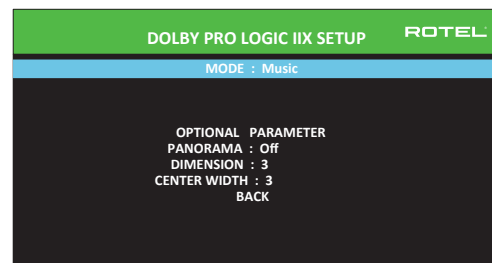 DOLBY PRO LOGIC IIX SETUP ROTEL
MODE : Music
OPTIONAL PARAMETER
PANORAMA : Off
DIMENSION : 3
CENTER WIDTH : 3
BACK